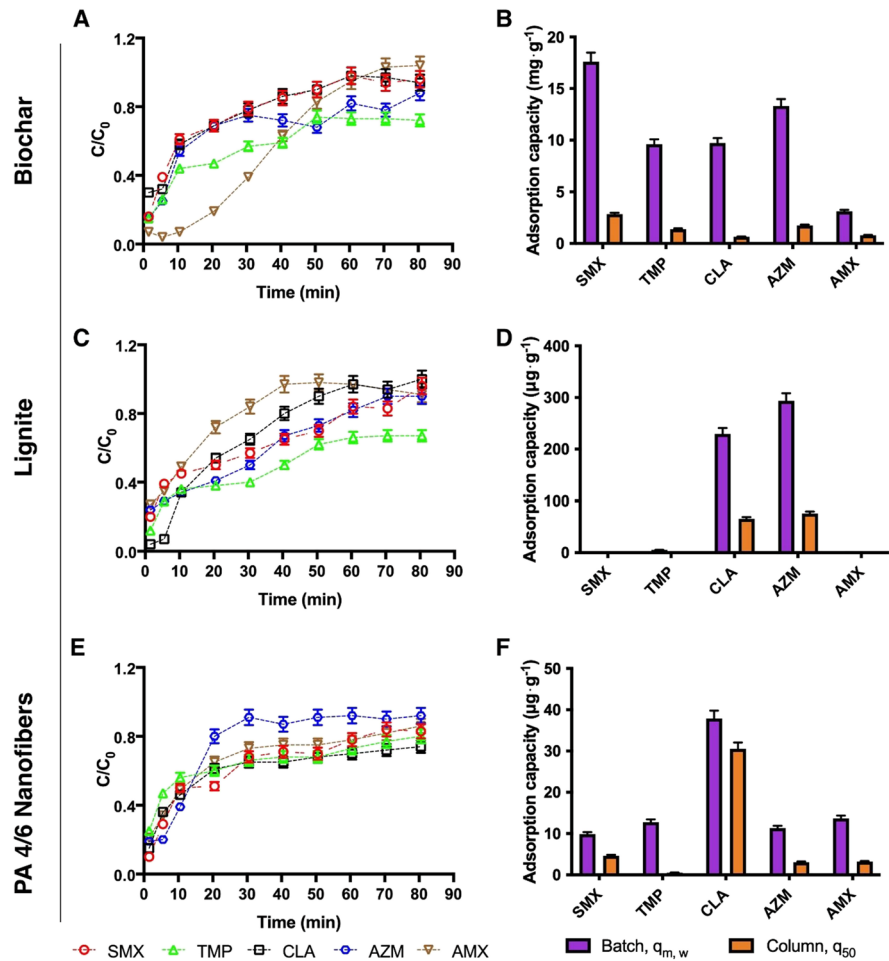 A
Biochar
C/C0
1.2
0.8
0.4
0.0
0 10 20 30 40 50 60 70 80 90
Time (min)
B
Adsorption capacity (mg·g-1)
20
15
10
5
0
SMX TMP CLA AZM AMX
C
Lignite
C/C0
1.2
0.8
0.4
0.0
0 10 20 30 40 50 60 70 80 90
Time (min)
D
Adsorption capacity (µg·g-1)
400
300
200
100
0
SMX TMP CLA AZM AMX
E
PA 4/6 Nanofibers
C/C0
1.2
0.8
0.4
0.0
0 10 20 30 40 50 60 70 80 90
Time (min)
F
Adsorption capacity (µg·g-1)
50
40
30
20
10
0
SMX TMP CLA AZM AMX
SMX TMP CLA AZM AMX
Batch, qm, w Column, q50